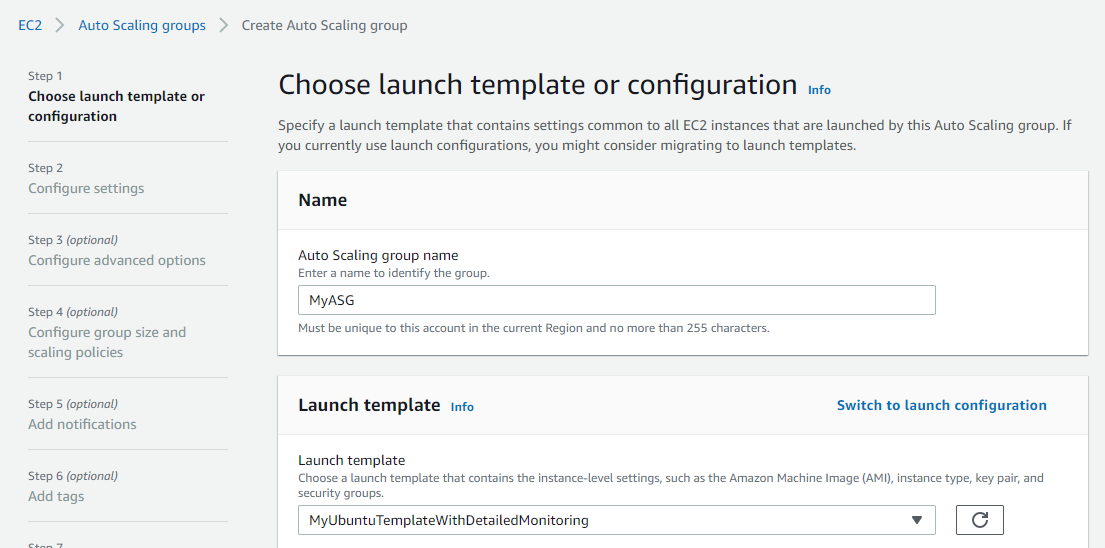 EC2 > Auto Scaling groups > Create Auto Scaling group
Step 1
Choose launch template or
configuration
Step 2
Configure settings
Step 3 (optional)
Configure advanced options
Step 4 (optional)
Configure group size and
scaling policies
Step 5 (optional)
Add notifications
Step 6 (optional)
Add tags
Step 7
Choose launch template or configuration Info
Specify a launch template that contains settings common to all EC2 instances that are launched by this Auto Scaling group. If
you currently use launch configurations, you might consider migrating to launch templates.
Name
Auto Scaling group name
Enter a name to identify the group.
MyASG
Must be unique to this account in the current Region and no more than 255 characters.
Launch template Info
Switch to launch configuration
Launch template
Choose a launch template that contains the instance-level settings, such as the Amazon Machine Image (AMI), instance type, key pair, and
security groups.
MyUbuntuTemplateWithDetailedMonitoring